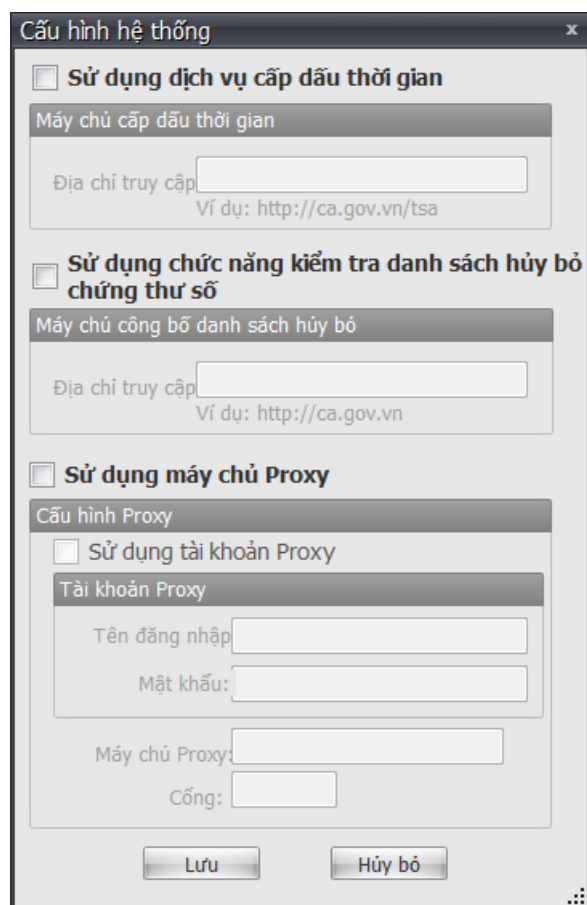 Cấu hình hệ thống x
Sử dụng dịch vụ cấp dấu thời gian
Máy chủ cấp dấu thời gian
Địa chỉ truy cập
Ví dụ: http://ca.gov.vn/tsa
Sử dụng chức năng kiểm tra danh sách hủy bỏ
chứng thư số
Máy chủ công bố danh sách hủy bỏ
Địa chỉ truy cập
Ví dụ: http://ca.gov.vn
Sử dụng máy chủ Proxy
Cấu hình Proxy
Sử dụng tài khoản Proxy
Tài khoản Proxy
Tên đăng nhập
Mật khẩu:
Máy chủ Proxy:
Cổng:
Lưu Hủy bỏ